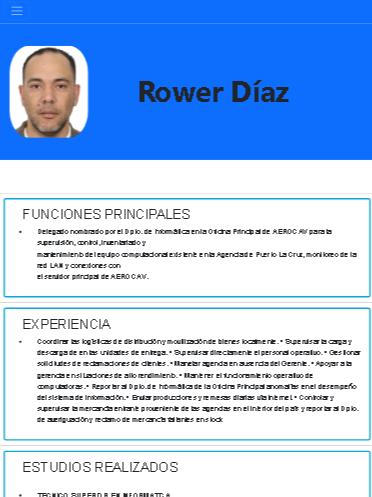 Rower Díaz
FUNCIONES PRINCIPALES
• Delegado nombrado por el Dpto. de Informática en la Oficina Principal de AEROCAV para la
supervisión, control, inventariado y
mantenimiento del equipo computacional existente en la Agencia de Puerto La Cruz, monitoreo de la
red LAN y conexiones con
el servidor principal de AEROCAV.
EXPERIENCIA
• Coordinar las logísticas de distribución y movilización de bienes localmente. • Supervisar la carga y
descarga de en las unidades de entrega. • Supervisar directamente el personal operativo. • Gestionar
solicitudes de reclamaciones de clientes. • Manejar agencia en ausencia del Gerente. • Apoyar a la
gerencia en situaciones de alto rendimiento. • Mantener el funcionamiento operativo de
computadoras. • Reportar al Dpto. de Informática de la Oficina Principal anomalías en el desempeño
del sistema de información. • Enviar producciones y remesas diarias vía internet. • Controlar y
supervisar la mercancía entrante proveniente de las agencias en el interior del país y reportar al Dpto.
de averiguación y reclamo de mercancía faltantes en stock
ESTUDIOS REALIZADOS
• TECNICO SUPERIOR EN INFORMATICA